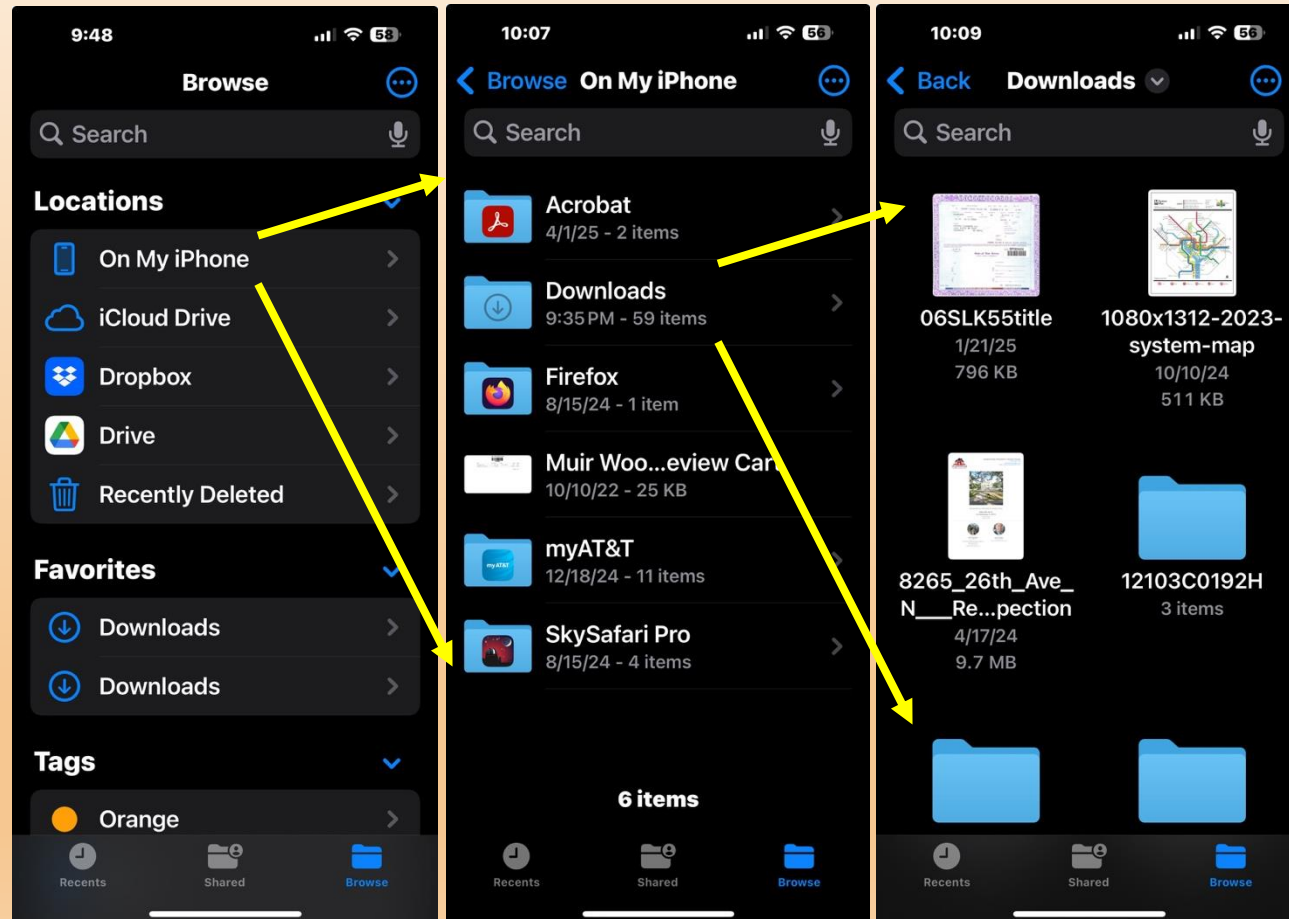 9:48
58
Browse
Search
Locations
On My iPhone
iCloud Drive
Dropbox
Drive
Recently Deleted
Favorites
Downloads
Downloads
Tags
Orange
Recents
Shared
Browse
10:07
56
Browse On My iPhone
Search
Acrobat
4/1/25 - 2 items
Downloads
9:35 PM - 59 items
Firefox
8/15/24 - 1 item
Muir Woo...eview Cart
10/10/22 - 25 KB
myAT&T
myAT&T
12/18/24 - 11 items
SkySafari Pro
8/15/24 - 4 items
6 items
Recents
Shared
Browse
10:09
56
Back Downloads
Search
06SLK55title
1/21/25
796 KB
1080x1312-2023-
system-map
10/10/24
511 KB
8265_26th_Ave_
N___Re...pection
4/17/24
9.7 MB
12103C0192H
3 items
Recents
Shared
Browse